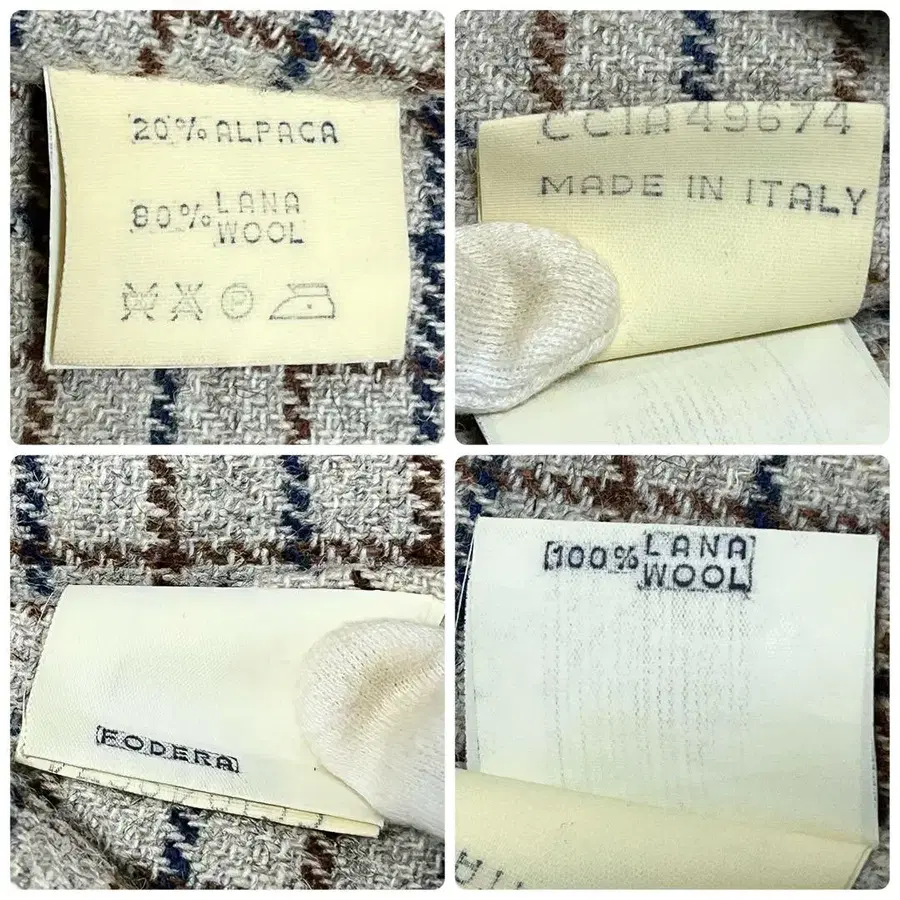 20% ALPACA
80% LANA
WOOL
P
CCIA 49674
MADE IN ITALY
FODERA
100% LANA
WOOL